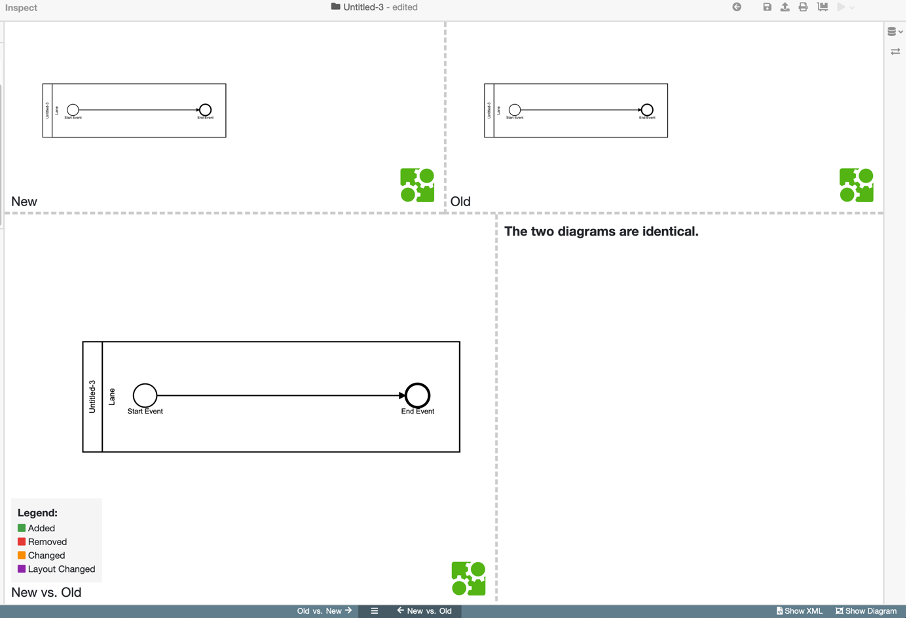 Inspect
Untitled-3 - edited
Untitled-3
Lane
Start Event
End Event
New
Untitled-3
Lane
Start Event
End Event
Old
The two diagrams are identical.
Untitled-3
Lane
Start Event
End Event
Legend:
Added
Removed
Changed
Layout Changed
New vs. Old
Old vs. New
New vs. Old
Show XML
Show Diagram